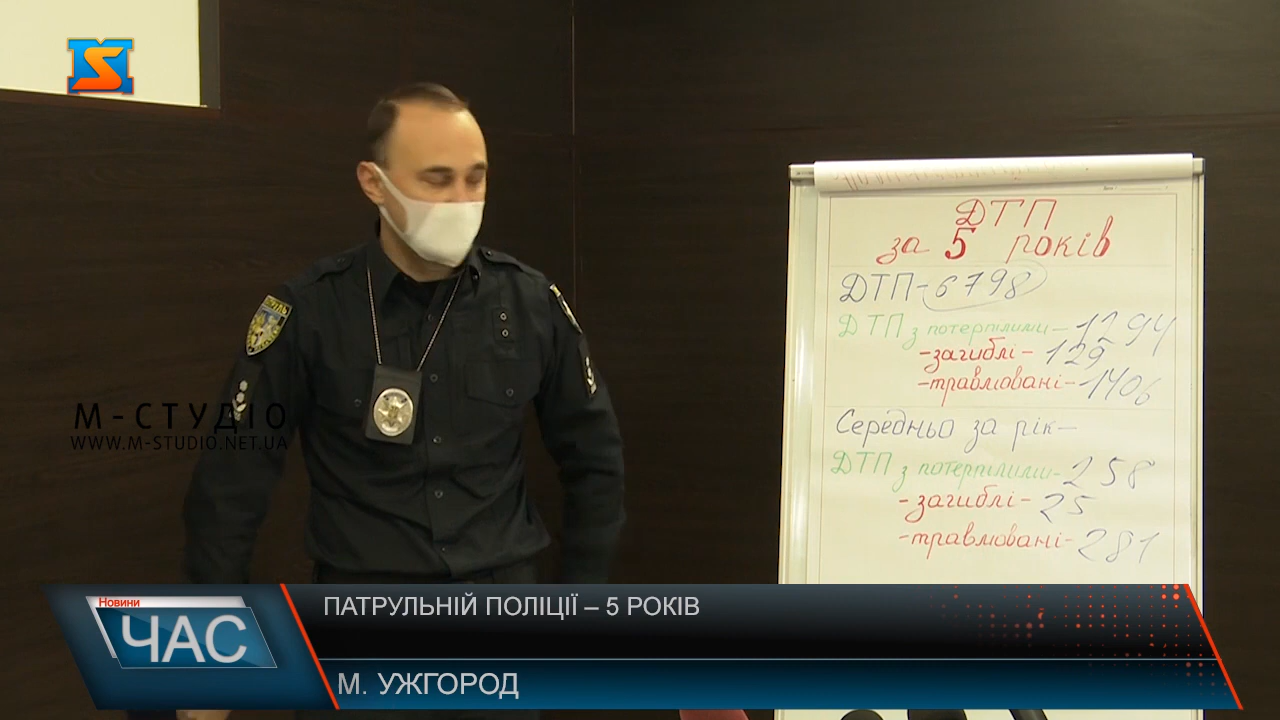 ПАТРУЛЬ
ДТП
за 5 років
ДТП-6798
ДТП з потерпілими-1294
-загиблі-129
-травмовані-1406
Середньо за рік-
ДТП з потерпілими-258
-загиблі-25
-травмовані-281
М-СТУДІО
WWW.M-STUDIO.NET.UA
Новини
ЧАС
ПАТРУЛЬНІЙ ПОЛІЦІЇ – 5 РОКІВ
М. УЖГОРОД